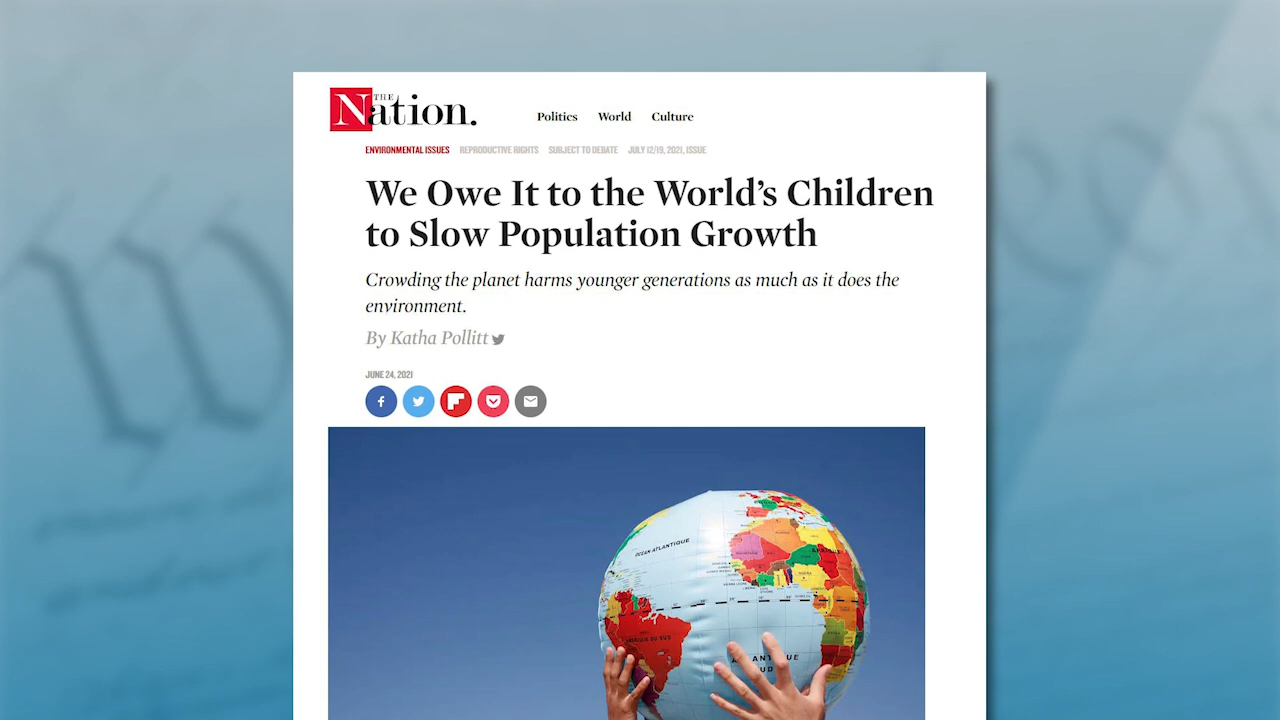 THE
Nation.
Politics World Culture
ENVIRONMENTAL ISSUES REPRODUCTIVE RIGHTS SUBJECT TO DEBATE JULY 12/19, 2021, ISSUE
We Owe It to the World's Children
to Slow Population Growth
Crowding the planet harms younger generations as much as it does the
environment.
By Katha Pollitt
JUNE 24, 2021
OCEAN ATLANTIQUE